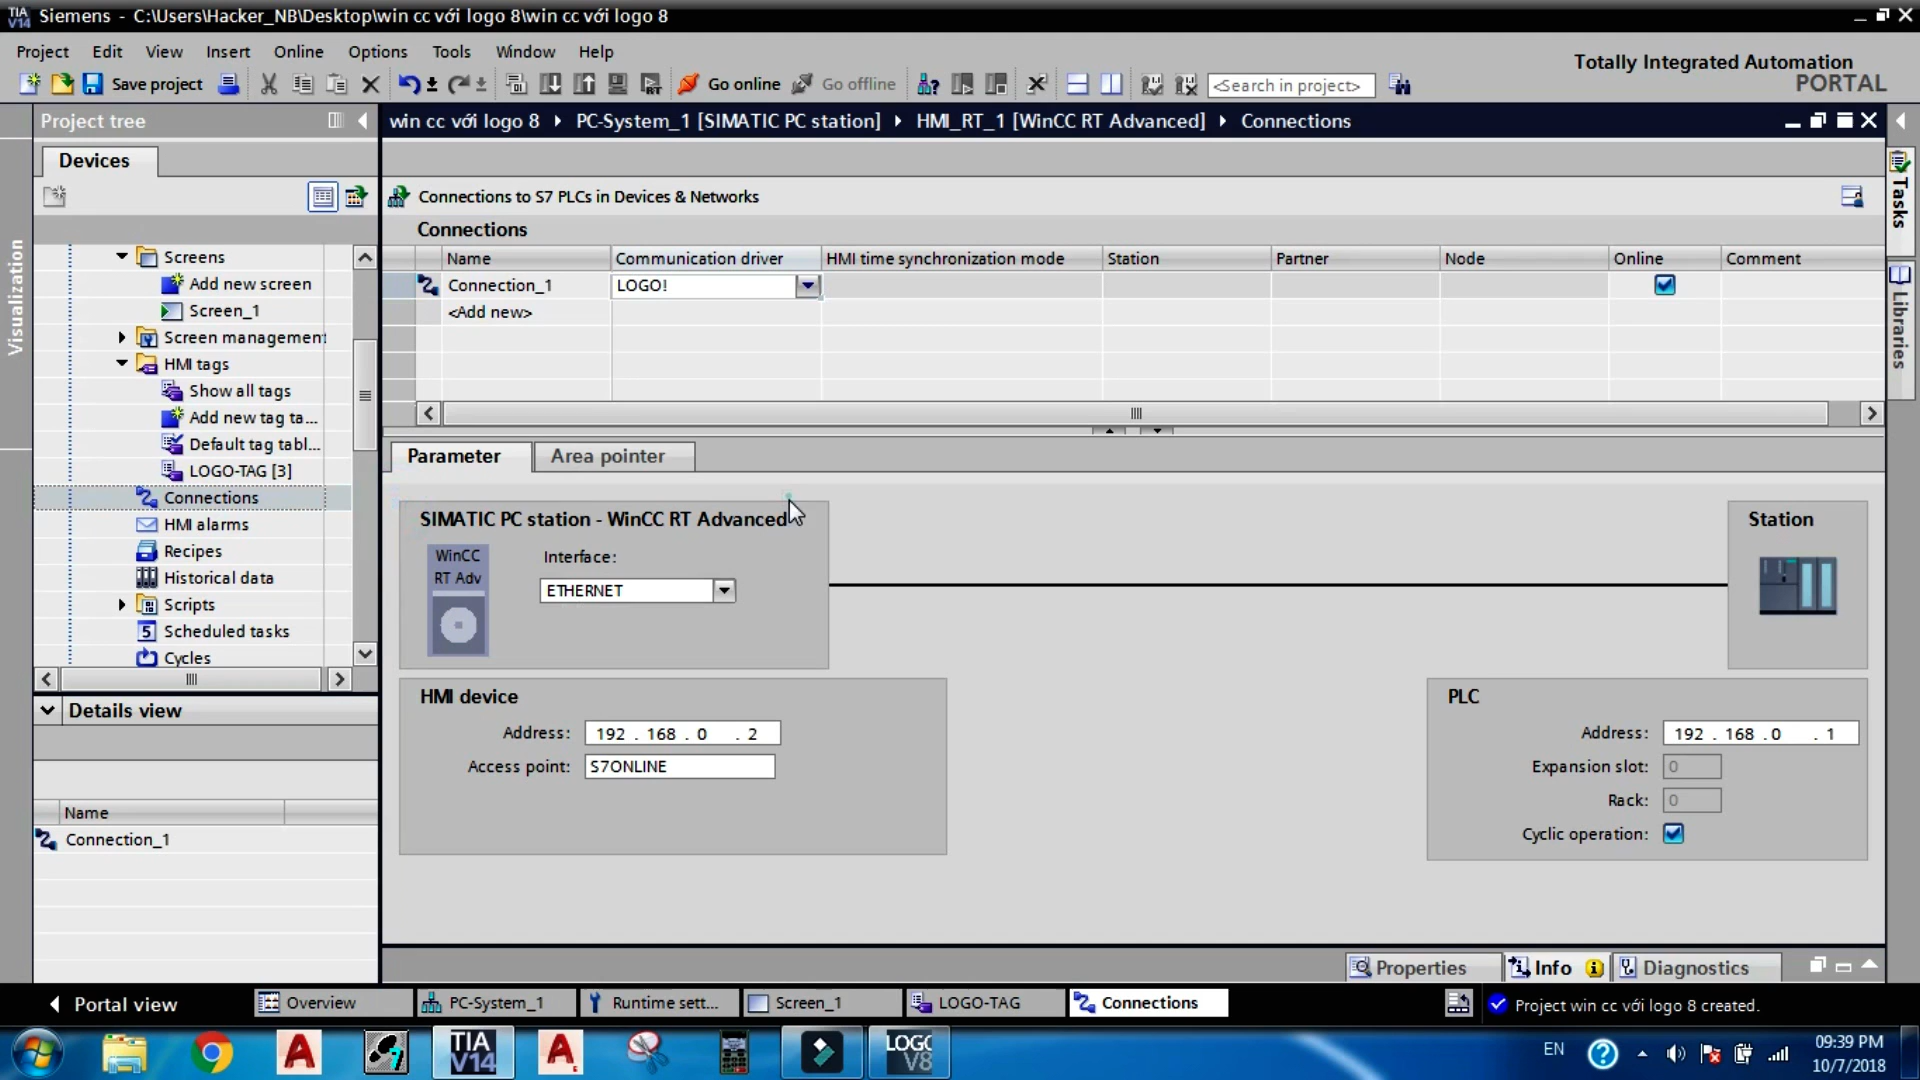 TIA V14 Siemens - C:\Users\Hacker_NB\Desktop\win cc với logo 8\win cc với logo 8
Project Edit View Insert Online Options Tools Window Help
Totally Integrated Automation
PORTAL
Save project Go online Go offline <Search in project>
Project tree
win cc với logo 8 PC-System_1 [SIMATIC PC station] HMI_RT_1 [WinCC RT Advanced] Connections
Devices
Visualization
Tasks
Libraries
Screens
Add new screen
Screen_1
Screen management
HMI tags
Show all tags
Add new tag ta...
Default tag tabl...
LOGO-TAG [3]
Connections
HMI alarms
Recipes
Historical data
Scripts
Scheduled tasks
Cycles
Details view
Name
Connection_1
Connections to S7 PLCs in Devices & Networks
Connections
Name Communication driver HMI time synchronization mode Station Partner Node Online Comment
Connection_1 LOGO!
<Add new>
Parameter Area pointer
SIMATIC PC station - WinCC RT Advanced
WinCC
RT Adv
Interface:
ETHERNET
Station
HMI device
Address: 192 . 168 . 0 . 2
Access point: S7ONLINE
PLC
Address: 192 . 168 . 0 . 1
Expansion slot: 0
Rack: 0
Cyclic operation:
Properties Info Diagnostics
Portal view Overview PC-System_1 Runtime sett... Screen_1 LOGO-TAG Connections Project win cc với logo 8 created.
TIA
V14
LOGO
V8
EN
09:39 PM
10/7/2018